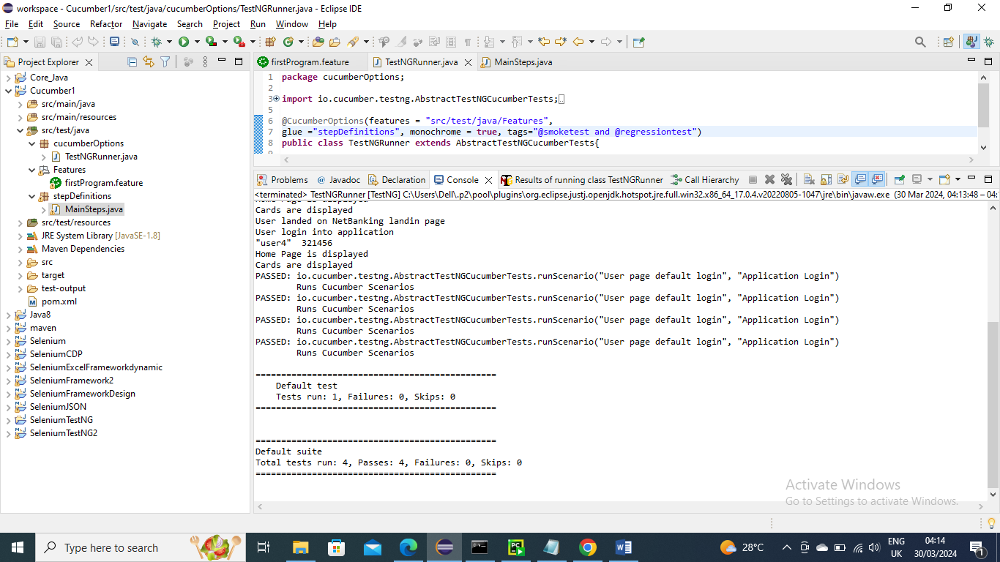 workspace - Cucumber1/src/test/java/cucumberOptions/TestNGRunner.java - Eclipse IDE
File Edit Source Refactor Navigate Search Project Run Window Help
Project Explorer
Core_Java
Cucumber1
src/main/java
src/main/resources
src/test/java
cucumberOptions
TestNGRunner.java
Features
firstProgram.feature
stepDefinitions
MainSteps.java
src/test/resources
JRE System Library [JavaSE-1.8]
Maven Dependencies
src
target
test-output
pom.xml
Java8
maven
Selenium
SeleniumCDP
SeleniumExcelFrameworkdynamic
SeleniumFramework2
SeleniumFrameworkDesign
SeleniumJSON
SeleniumTestNG
SeleniumTestNG2
firstProgram.feature TestNGRunner.java MainSteps.java
1 package cucumberOptions;
2
3 import io.cucumber.testng.AbstractTestNGCucumberTests;
5
6 @CucumberOptions(features = "src/test/java/Features",
7 glue ="stepDefinitions", monochrome = true, tags="@smoketest and @regressiontest")
8 public class TestNGRunner extends AbstractTestNGCucumberTests{
Problems Javadoc Declaration Console Results of running class TestNGRunner Call Hierarchy
<terminated> TestNGRunner [TestNG] C:\Users\Dell\.p2\pool\plugins\org.eclipse.justj.openjdk.hotspot.jre.full.win32.x86_64_17.0.4.v20220805-1047\jre\bin\javaw.exe (30 Mar 2024, 04:13:48 – 04:
Cards are displayed
User landed on NetBanking landin page
User login into application
"user4"  321456
Home Page is displayed
Cards are displayed
PASSED: io.cucumber.testng.AbstractTestNGCucumberTests.runScenario("User page default login", "Application Login")
Runs Cucumber Scenarios
PASSED: io.cucumber.testng.AbstractTestNGCucumberTests.runScenario("User page default login", "Application Login")
Runs Cucumber Scenarios
PASSED: io.cucumber.testng.AbstractTestNGCucumberTests.runScenario("User page default login", "Application Login")
Runs Cucumber Scenarios
PASSED: io.cucumber.testng.AbstractTestNGCucumberTests.runScenario("User page default login", "Application Login")
Runs Cucumber Scenarios
===============================================
Default test
Tests run: 1, Failures: 0, Skips: 0
===============================================
===============================================
Default suite
Total tests run: 4, Passes: 4, Failures: 0, Skips: 0
===============================================
Activate Windows
Go to Settings to activate Windows.
Type here to search
28°C
ENG
UK
04:14
30/03/2024
1